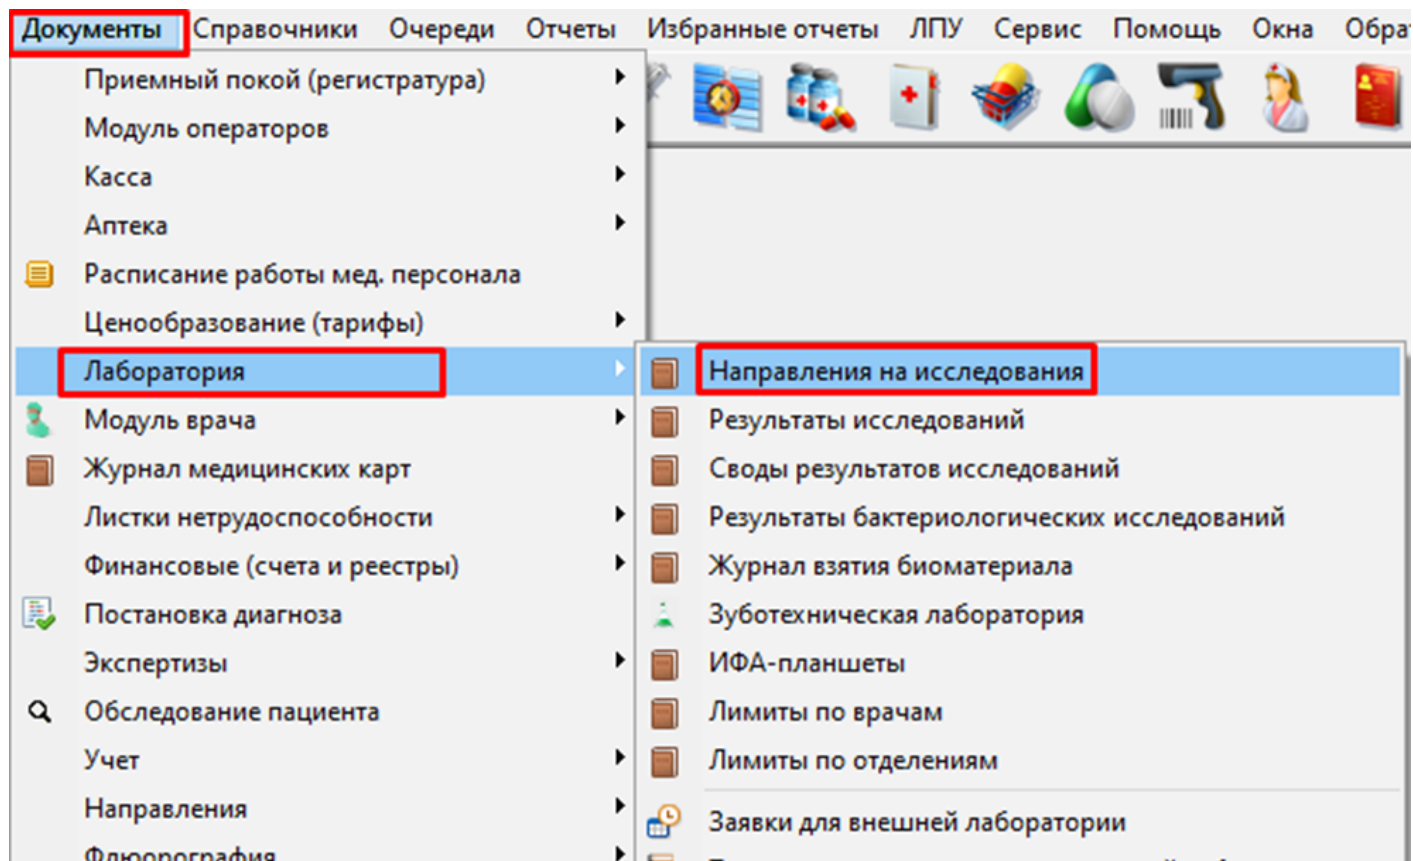 Документы Справочники Очереди Отчеты Избранные отчеты ЛПУ Сервис Помощь Окна
Приемный покой (регистратура)
Модуль операторов
Касса
Аптека
Расписание работы мед. персонала
Ценообразование (тарифы)
Лаборатория
Модуль врача
Журнал медицинских карт
Листки нетрудоспособности
Финансовые (счета и реестры)
Постановка диагноза
Экспертизы
Обследование пациента
Учет
Направления
Флюорография
Направления на исследования
Результаты исследований
Своды результатов исследований
Результаты бактериологических исследований
Журнал взятия биоматериала
Зуботехническая лаборатория
ИФА-планшеты
Лимиты по врачам
Лимиты по отделениям
Заявки для внешней лаборатории